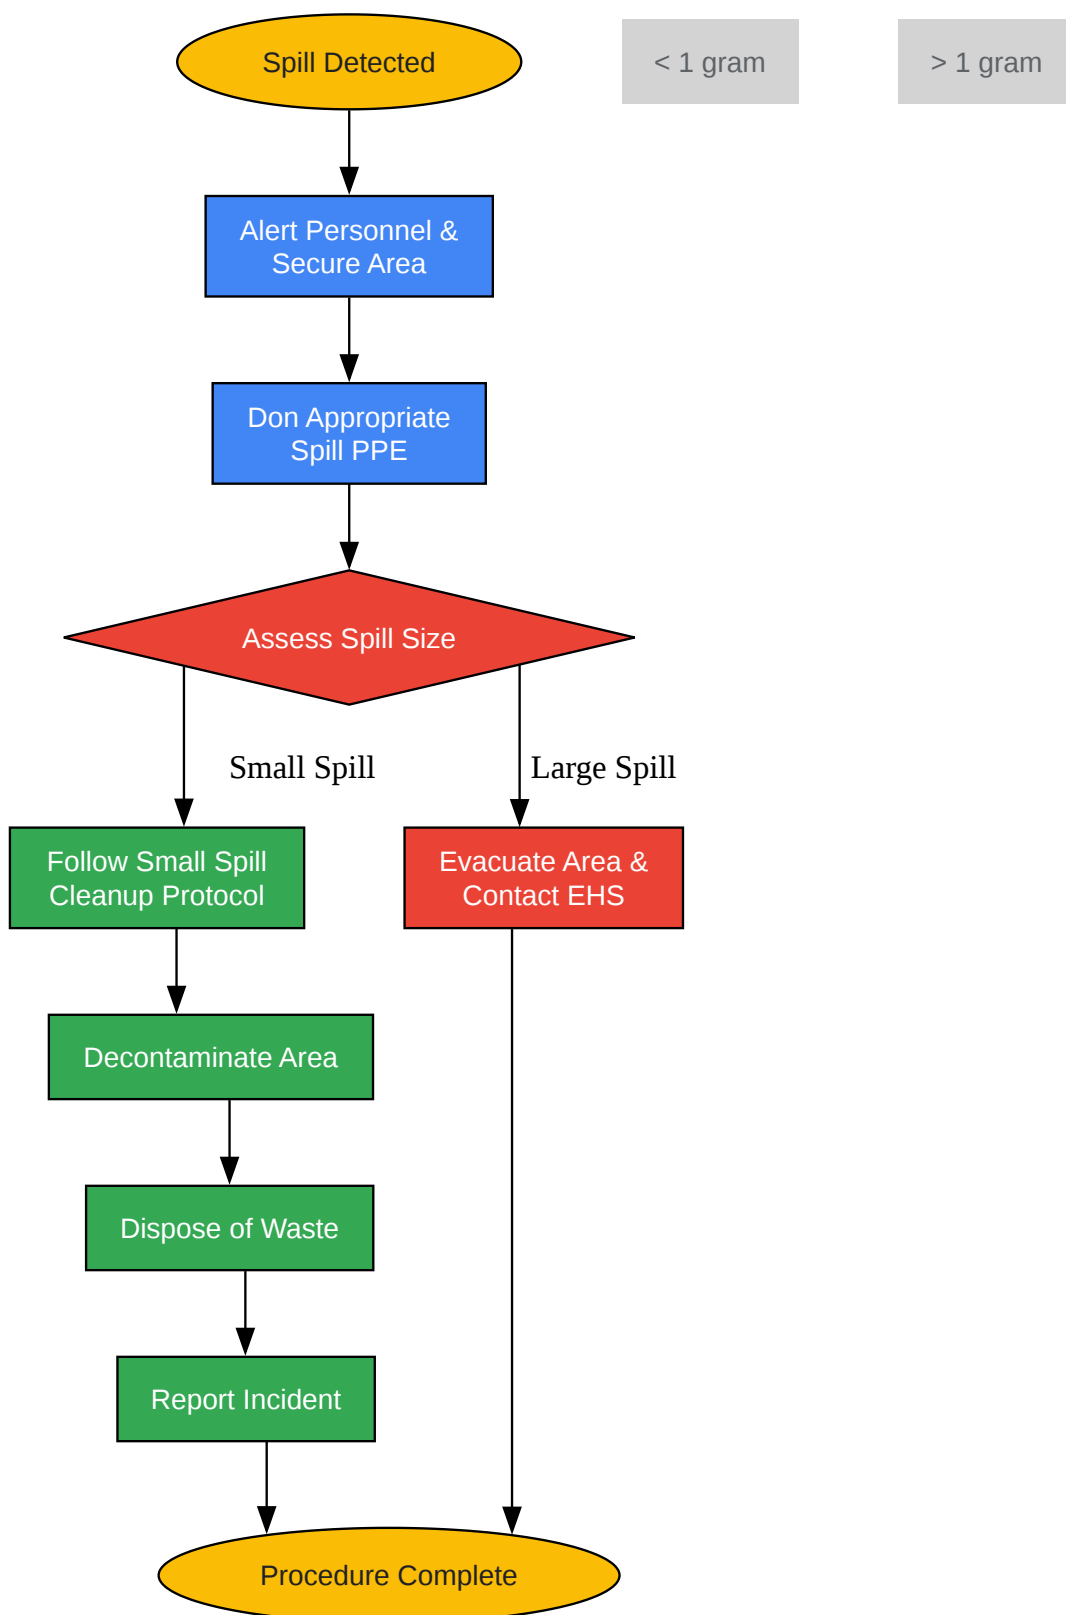 Spill Detected
< 1 gram
> 1 gram
Alert Personnel &
Secure Area
Don Appropriate
Spill PPE
Assess Spill Size
Small Spill
Large Spill
Follow Small Spill
Cleanup Protocol
Evacuate Area &
Contact EHS
Decontaminate Area
Dispose of Waste
Report Incident
Procedure Complete